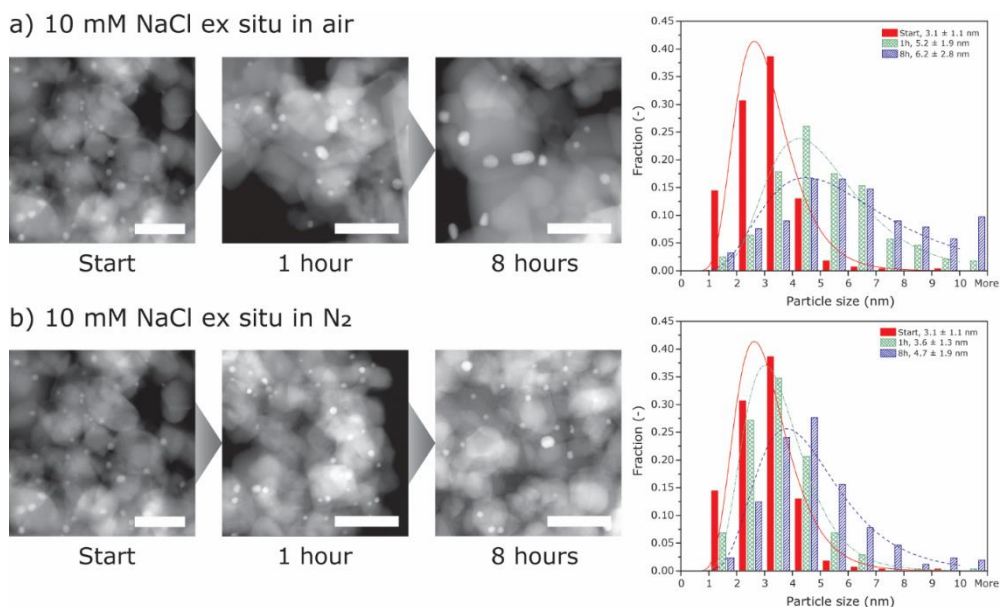 a) 10 mM NaCl ex situ in air
Start
1 hour
8 hours
Fraction (-)
0.45
0.40
0.35
0.30
0.25
0.20
0.15
0.10
0.05
0.00
Start, 3.1 ± 1.1 nm
1h, 5.2 ± 1.9 nm
8h, 6.2 ± 2.8 nm
0 1 2 3 4 5 6 7 8 9 10 More
Particle size (nm)
b) 10 mM NaCl ex situ in N₂
Start
1 hour
8 hours
Fraction (-)
0.45
0.40
0.35
0.30
0.25
0.20
0.15
0.10
0.05
0.00
Start, 3.1 ± 1.1 nm
1h, 3.6 ± 1.3 nm
8h, 4.7 ± 1.9 nm
0 1 2 3 4 5 6 7 8 9 10 More
Particle size (nm)